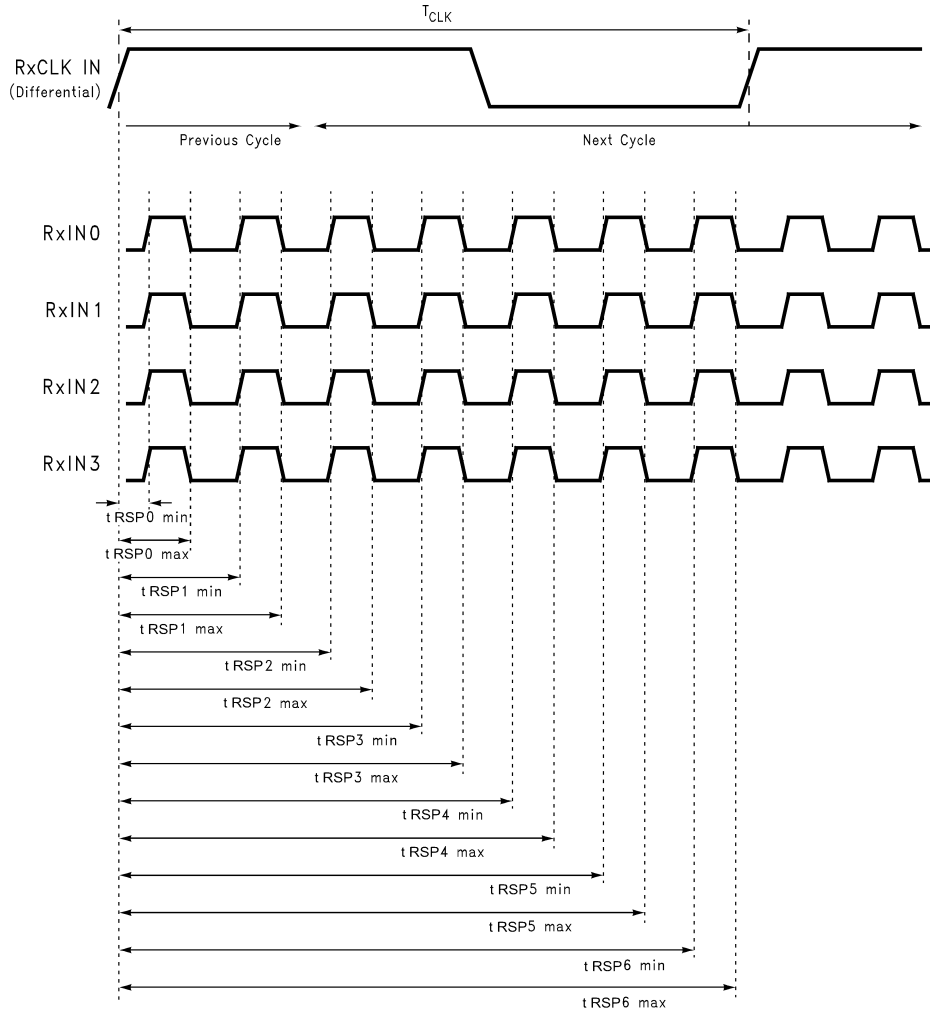 TCLK
RxCLK IN
(Differential)
Previous Cycle
Next Cycle
RxIN0
RxIN1
RxIN2
RxIN3
tRSP0 min
tRSP0 max
tRSP1 min
tRSP1 max
tRSP2 min
tRSP2 max
tRSP3 min
tRSP3 max
tRSP4 min
tRSP4 max
tRSP5 min
tRSP5 max
tRSP6 min
tRSP6 max